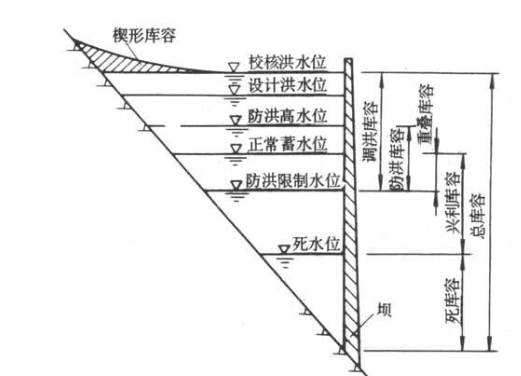 楔形库容
校核洪水位
设计洪水位
防洪高水位
正常蓄水位
防洪限制水位
死水位
调洪库容
防洪库容
重叠库容
兴利库容
总库容
死库容
坝